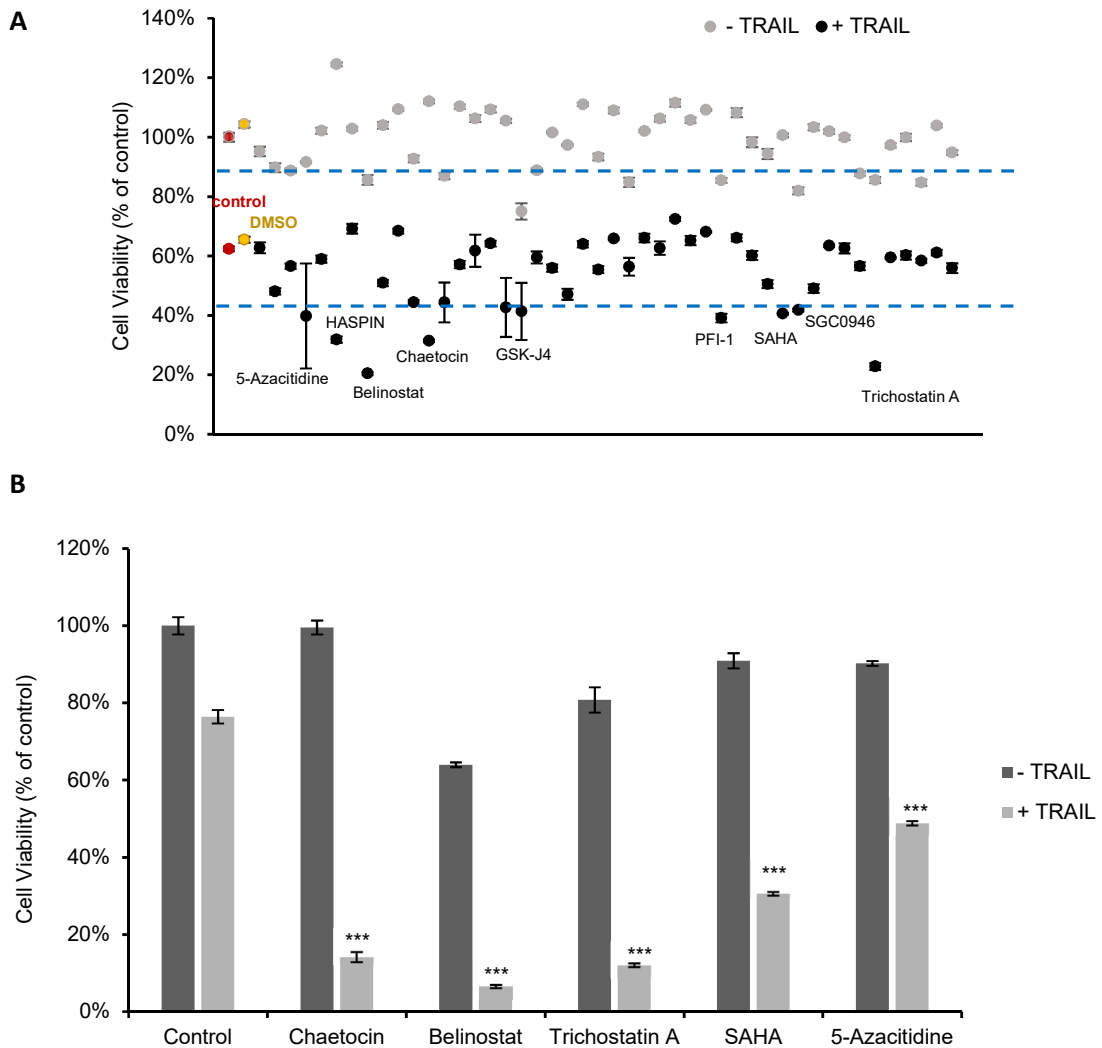 A
140%
- TRAIL + TRAIL
120%
100%
80%
60%
40%
20%
0%
Cell Viability (% of control)
control
DMSO
HASPIN
SGC0946
PFI-1
SAHA
Chaetocin
GSK-J4
5-Azacitidine
Belinostat
Trichostatin A
B
120%
100%
80%
60%
40%
20%
0%
Cell Viability (% of control)
- TRAIL
+ TRAIL
***
***
***
***
***
Control Chaetocin Belinostat Trichostatin A SAHA 5-Azacitidine